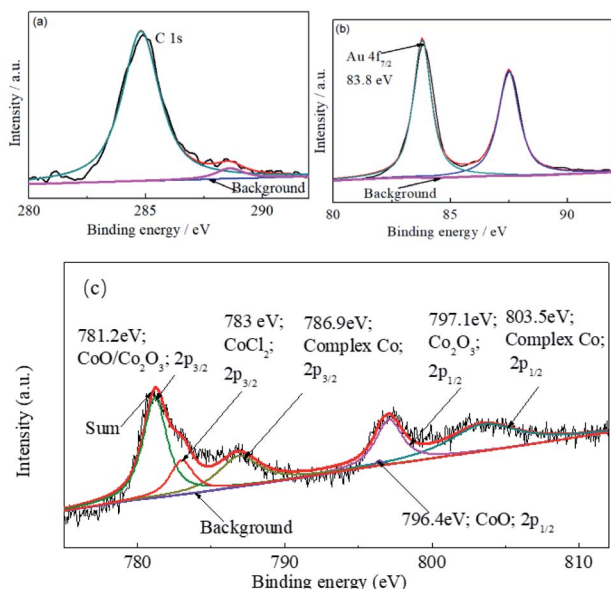 (a)
C 1s
Background
Intensity / a.u.
280 285 290
Binding energy / eV
(b)
Au 4f7/2
83.8 eV
Background
Intensity / a.u.
80 85 90
Binding energy / eV
(c)
781.2eV;
CoO/Co2O3; 2p3/2
783 eV;
CoCl2;
2p3/2
786.9eV;
Complex Co;
2p3/2
797.1eV;
Co2O3;
2p1/2
803.5eV;
Complex Co;
2p1/2
Sum
Background
796.4eV; CoO; 2p1/2
Intensity (a.u.)
780 790 800 810
Binding energy (eV)